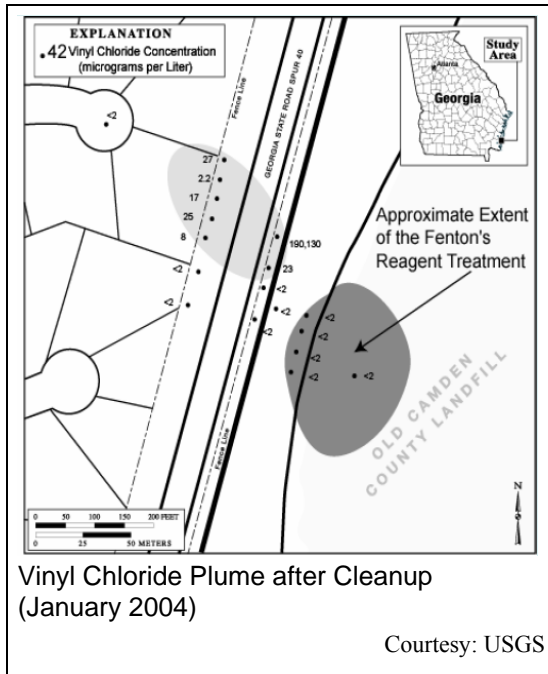 EXPLANATION
.42 Vinyl Chloride Concentration
(micrograms per Liter)
Study
Area
Atlanta
Georgia
Fence Line
GEORGIA STATE ROAD SPUR 40
<2
27
2.2
17
25
8
<2
<2
190,130
23
<2
<2
<2
Approximate Extent
of the Fenton's
Reagent Treatment
<2
<2
<2
<2
<2
OLD CAMDEN
COUNTY LANDFILL
Fence Line
N
0 50 100 150 200 FEET
0 25 50 METERS
Vinyl Chloride Plume after Cleanup
(January 2004)
Courtesy: USGS